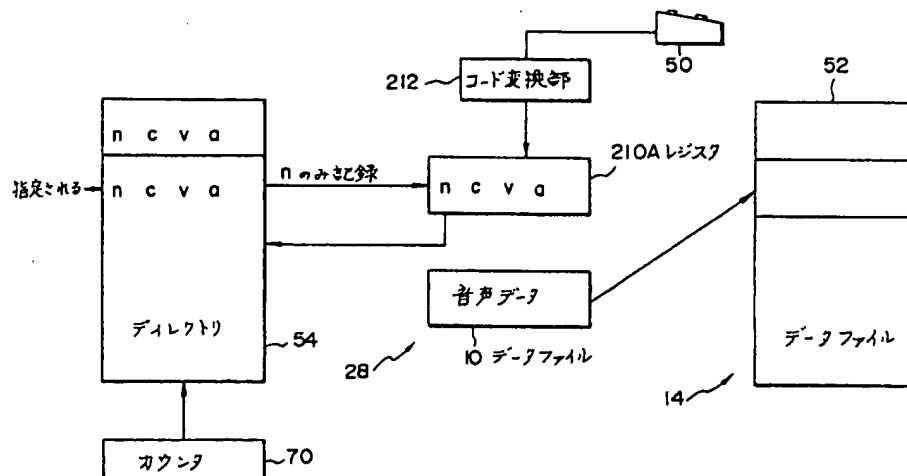 50
212 コード変換部
52
n c v a
210A レジスタ
指定される n c v a
nのみ記録
n c v a
音声データ
ディレクトリ
54
28
10 データファイル
データファイル
14
カウンタ
70